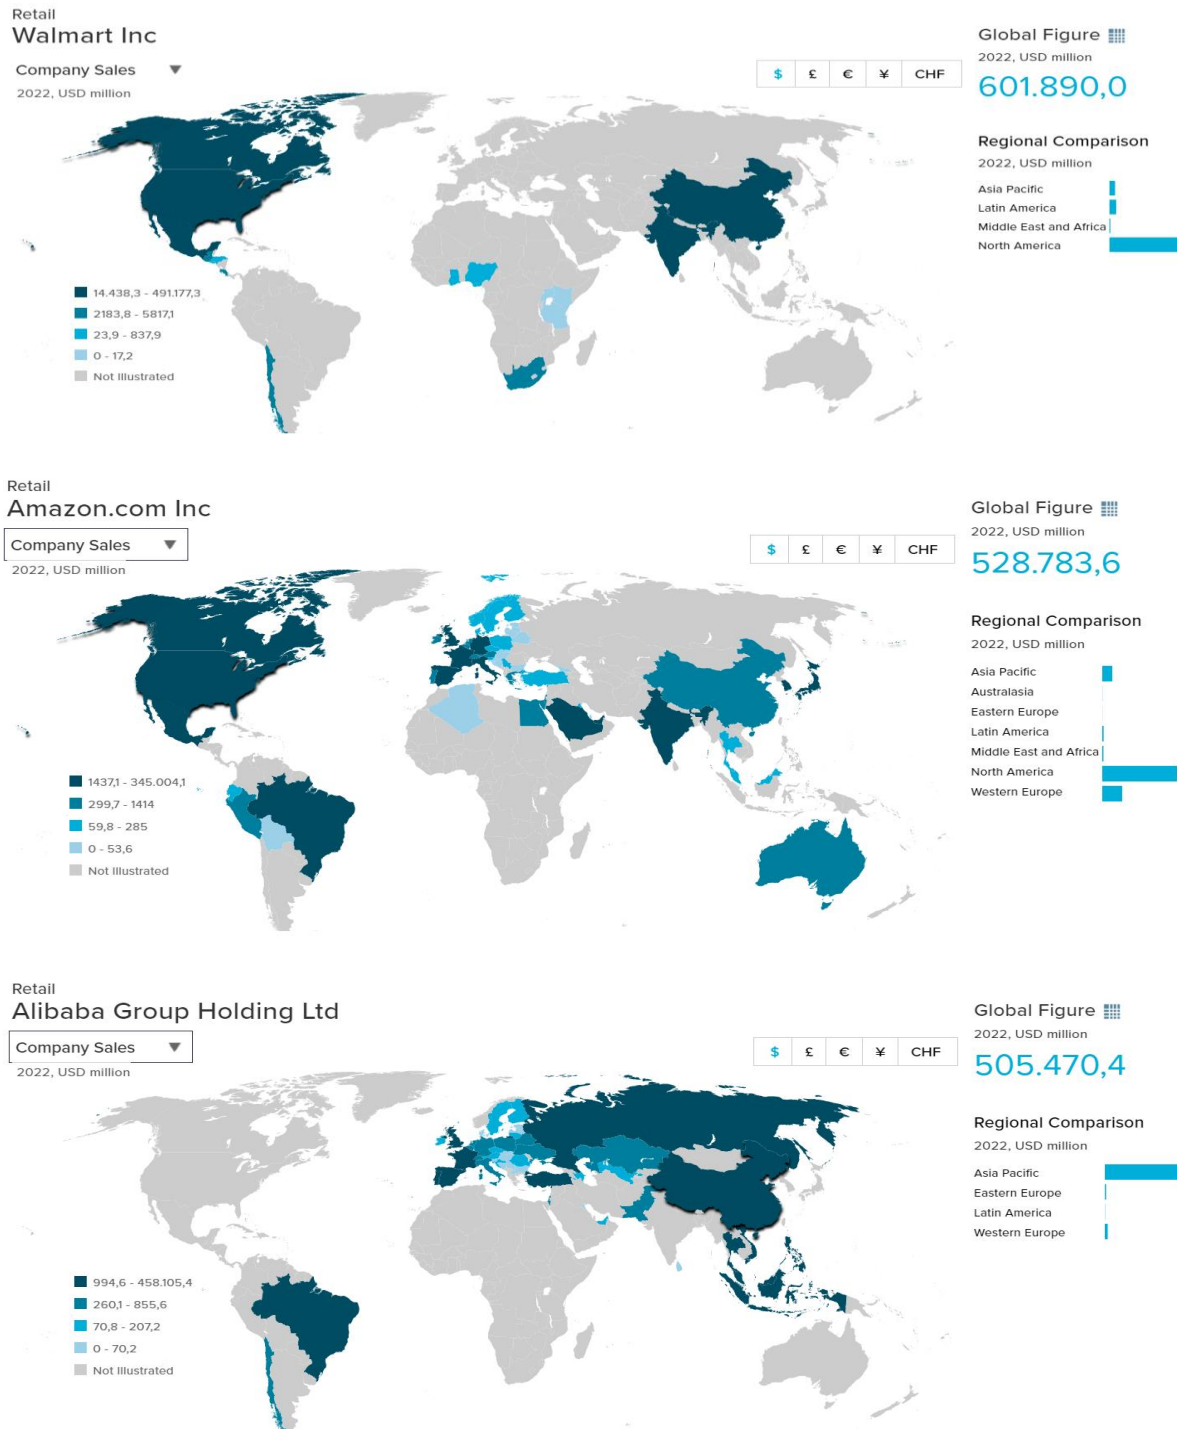 Retail
Walmart Inc
Company Sales
2022, USD million
$ £ € ¥ CHF
Global Figure
2022, USD million
601.890,0
Regional Comparison
2022, USD million
Asia Pacific
Latin America
Middle East and Africa
North America
14.438,3 - 491.177,3
2183,8 - 5817,1
23,9 - 837,9
0 - 17,2
Not Illustrated
Retail
Amazon.com Inc
Company Sales
2022, USD million
$ £ € ¥ CHF
Global Figure
2022, USD million
528.783,6
Regional Comparison
2022, USD million
Asia Pacific
Australasia
Eastern Europe
Latin America
Middle East and Africa
North America
Western Europe
1437,1 - 345.004,1
299,7 - 1414
59,8 - 285
0 - 53,6
Not Illustrated
Retail
Alibaba Group Holding Ltd
Company Sales
2022, USD million
$ £ € ¥ CHF
Global Figure
2022, USD million
505.470,4
Regional Comparison
2022, USD million
Asia Pacific
Eastern Europe
Latin America
Western Europe
994,6 - 458.105,4
260,1 - 855,6
70,8 - 207,2
0 - 70,2
Not Illustrated